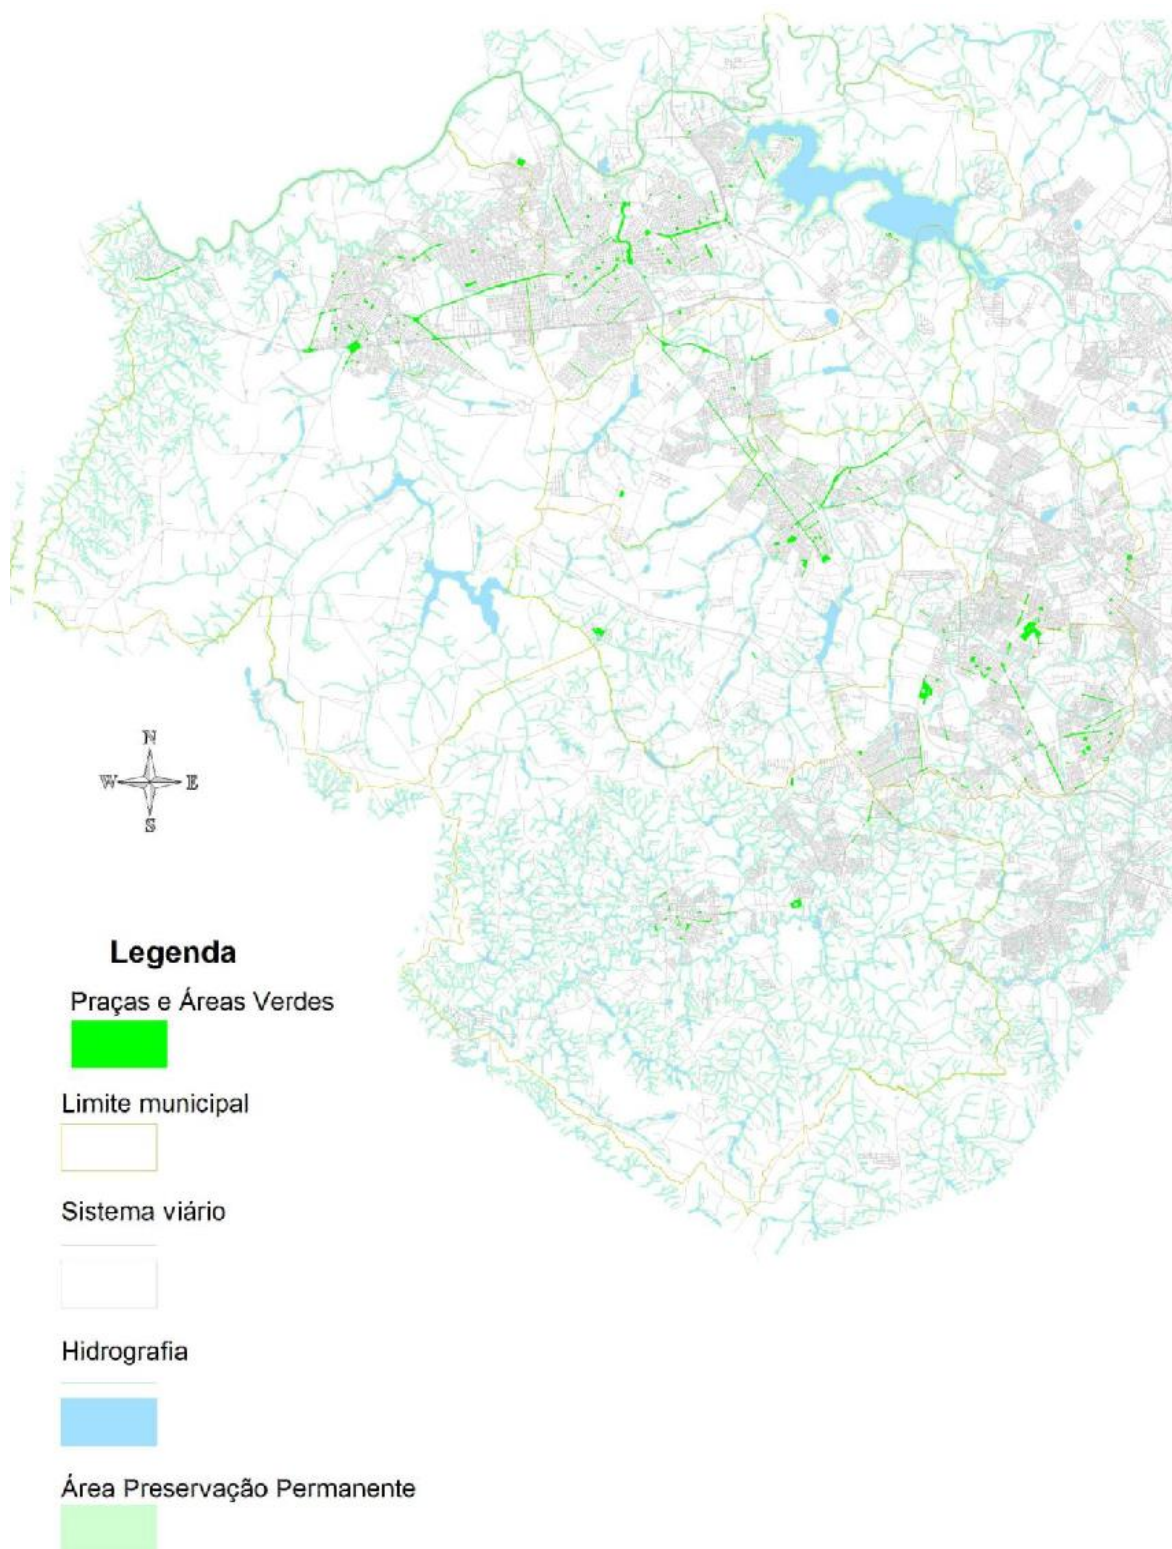 N
W E
S
Legenda
Praças e Áreas Verdes
Limite municipal
Sistema viário
Hidrografia
Área Preservação Permanente